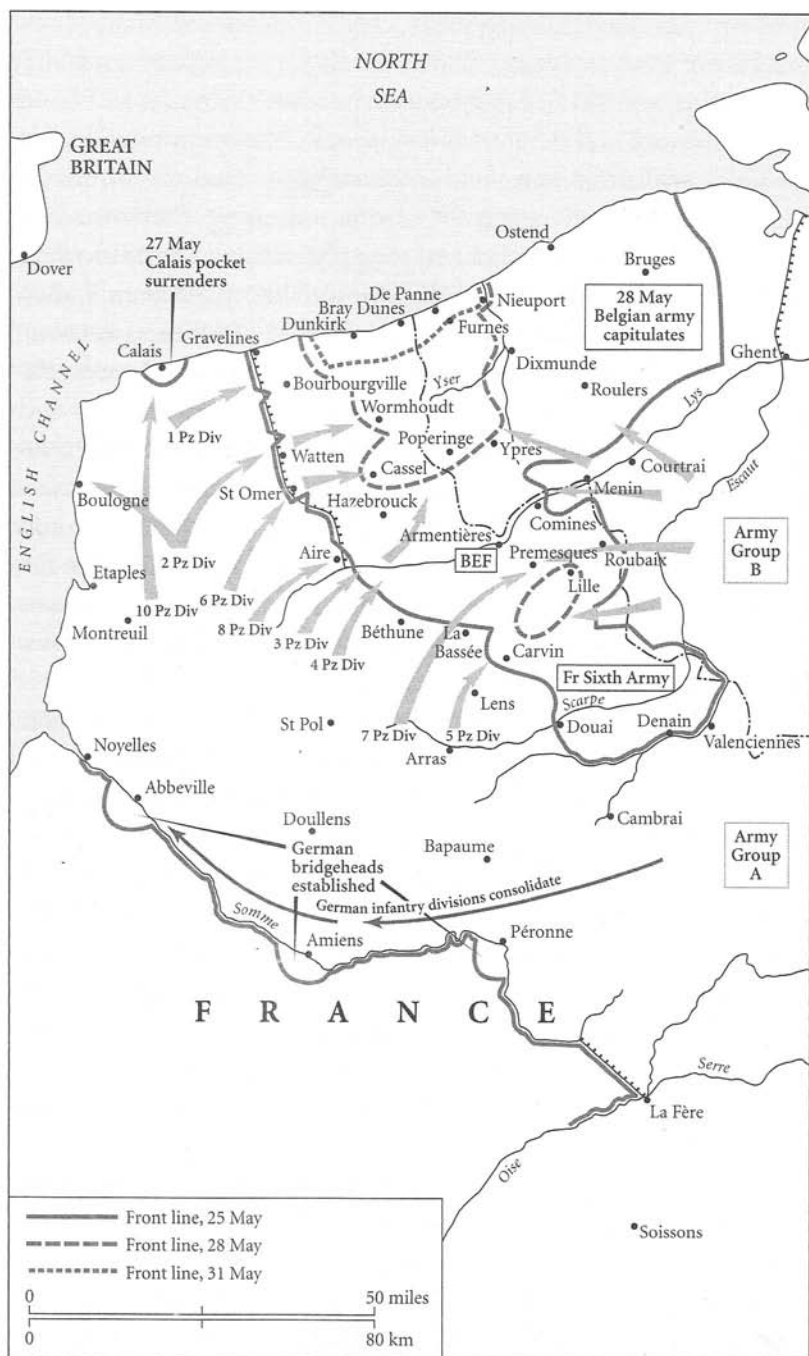 NORTH
SEA
GREAT
BRITAIN
Dover
27 May
Calais pocket
surrenders
Ostend
Bruges
De Panne
Bray Dunes
Dunkirk
Nieuport
Furnes
28 May
Belgian army
capitulates
Gravelines
Calais
Ghent
Dixmunde
Bourbourgville
Yser
Roulers
Lys
ENGLISH CHANNEL
Wormhoudt
1 Pz Div
Poperinge
Ypres
Watten
Cassel
Courtrai
Escaut
Boulogne
St Omer
Menin
Hazebrouck
Comines
Armentières
Army
Group
B
Aire
BEF
Premesques
Roubaix
2 Pz Div
Etaples
Lille
6 Pz Div
10 Pz Div
Montreuil
8 Pz Div
Béthune
3 Pz Div
La
Bassée
4 Pz Div
Carvin
Fr Sixth Army
Lens
Scarpe
St Pol
7 Pz Div
5 Pz Div
Douai
Denain
Valenciennes
Arras
Noyelles
Abbeville
Cambrai
Doullens
German
bridgeheads
established
Bapaume
Army
Group
A
German infantry divisions consolidate
Somme
Amiens
Péronne
FRANCE
Serre
La Fère
Oise
Soissons
Front line, 25 May
Front line, 28 May
Front line, 31 May
0 50 miles
0 80 km